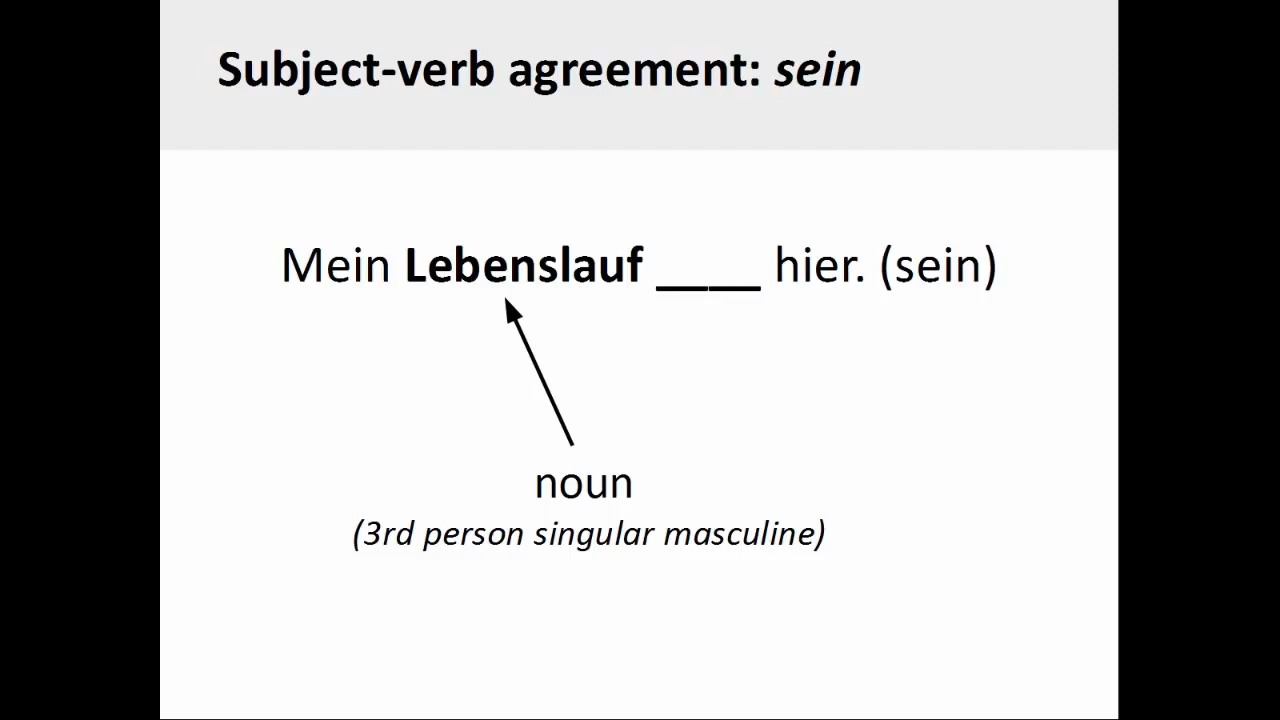 Subject-verb agreement: sein
Mein Lebenslauf ____ hier. (sein)
noun
(3rd person singular masculine)